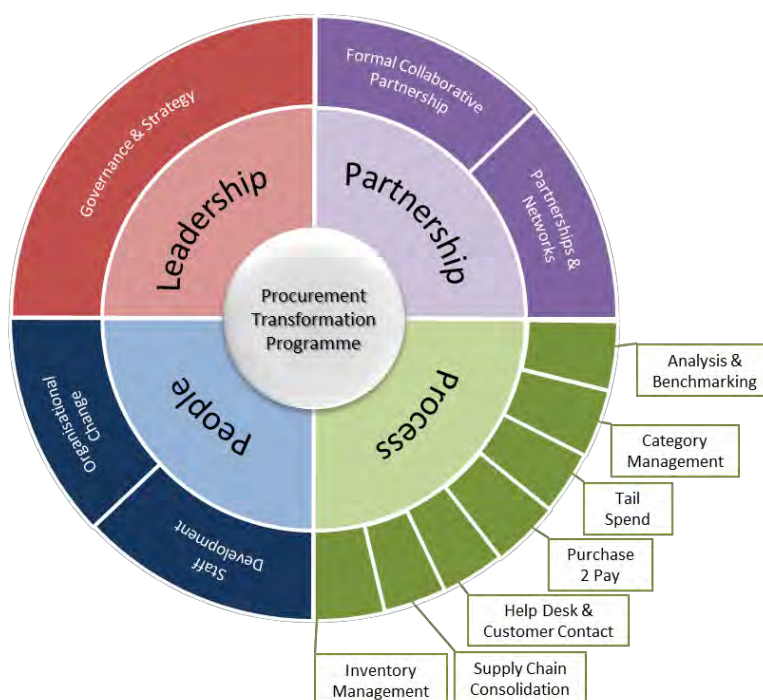 Governance & Strategy
Leadership
Formal Collaborative
Partnership
Partnerships &
Networks
Partnership
Procurement
Transformation
Programme
Organisational
Change
People
Staff
Development
Process
Analysis &
Benchmarking
Category
Management
Tail
Spend
Purchase
2 Pay
Help Desk &
Customer Contact
Supply Chain
Consolidation
Inventory
Management